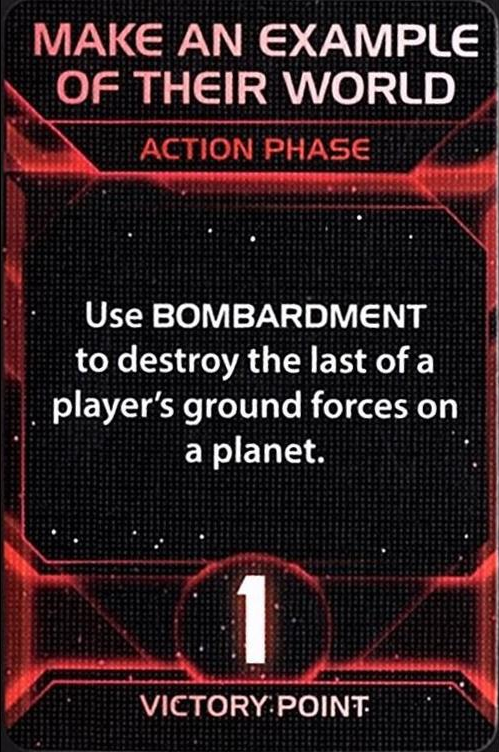 MAKE AN EXAMPLE
OF THEIR WORLD
ACTION PHASE
Use BOMBARDMENT
to destroy the last of a
player's ground forces on
a planet.
1
VICTORY POINT